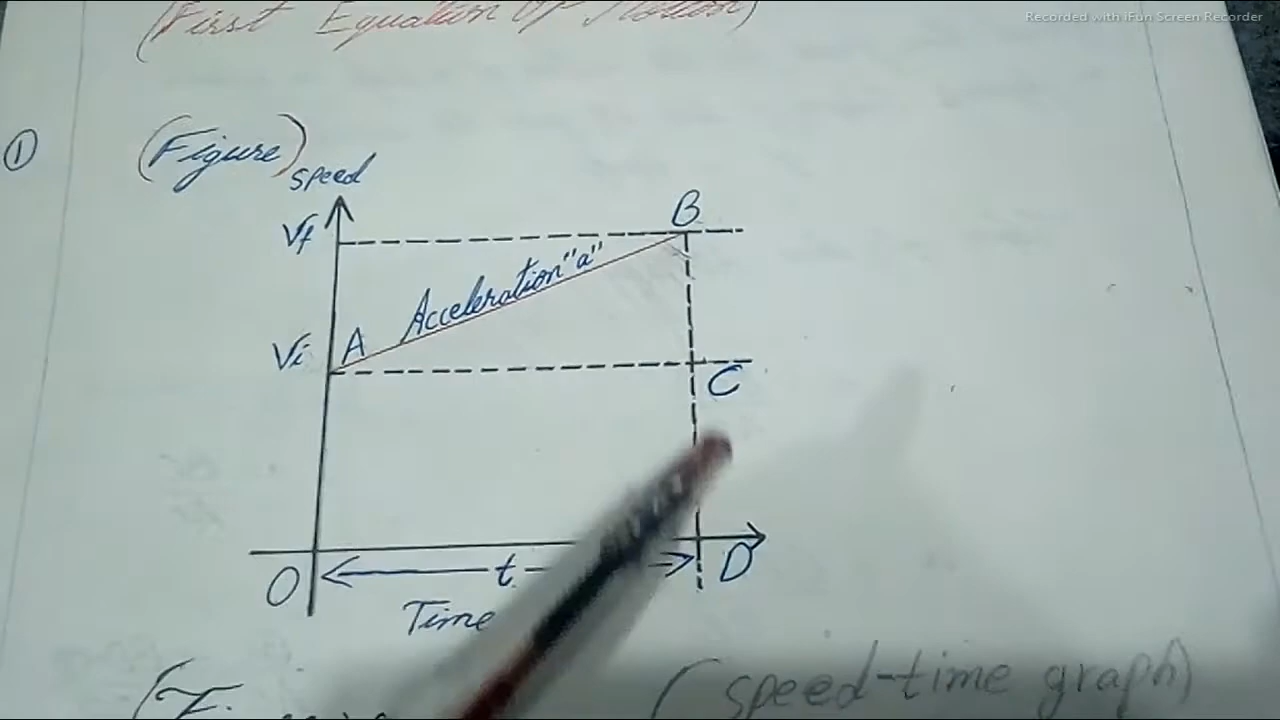 Recorded with iFun Screen Recorder
(First Equation Of Motion)
①
(Figure)
speed
Vf
B
Acceleration "a"
Vi
A
C
O
t
D
Time
(speed-time graph)